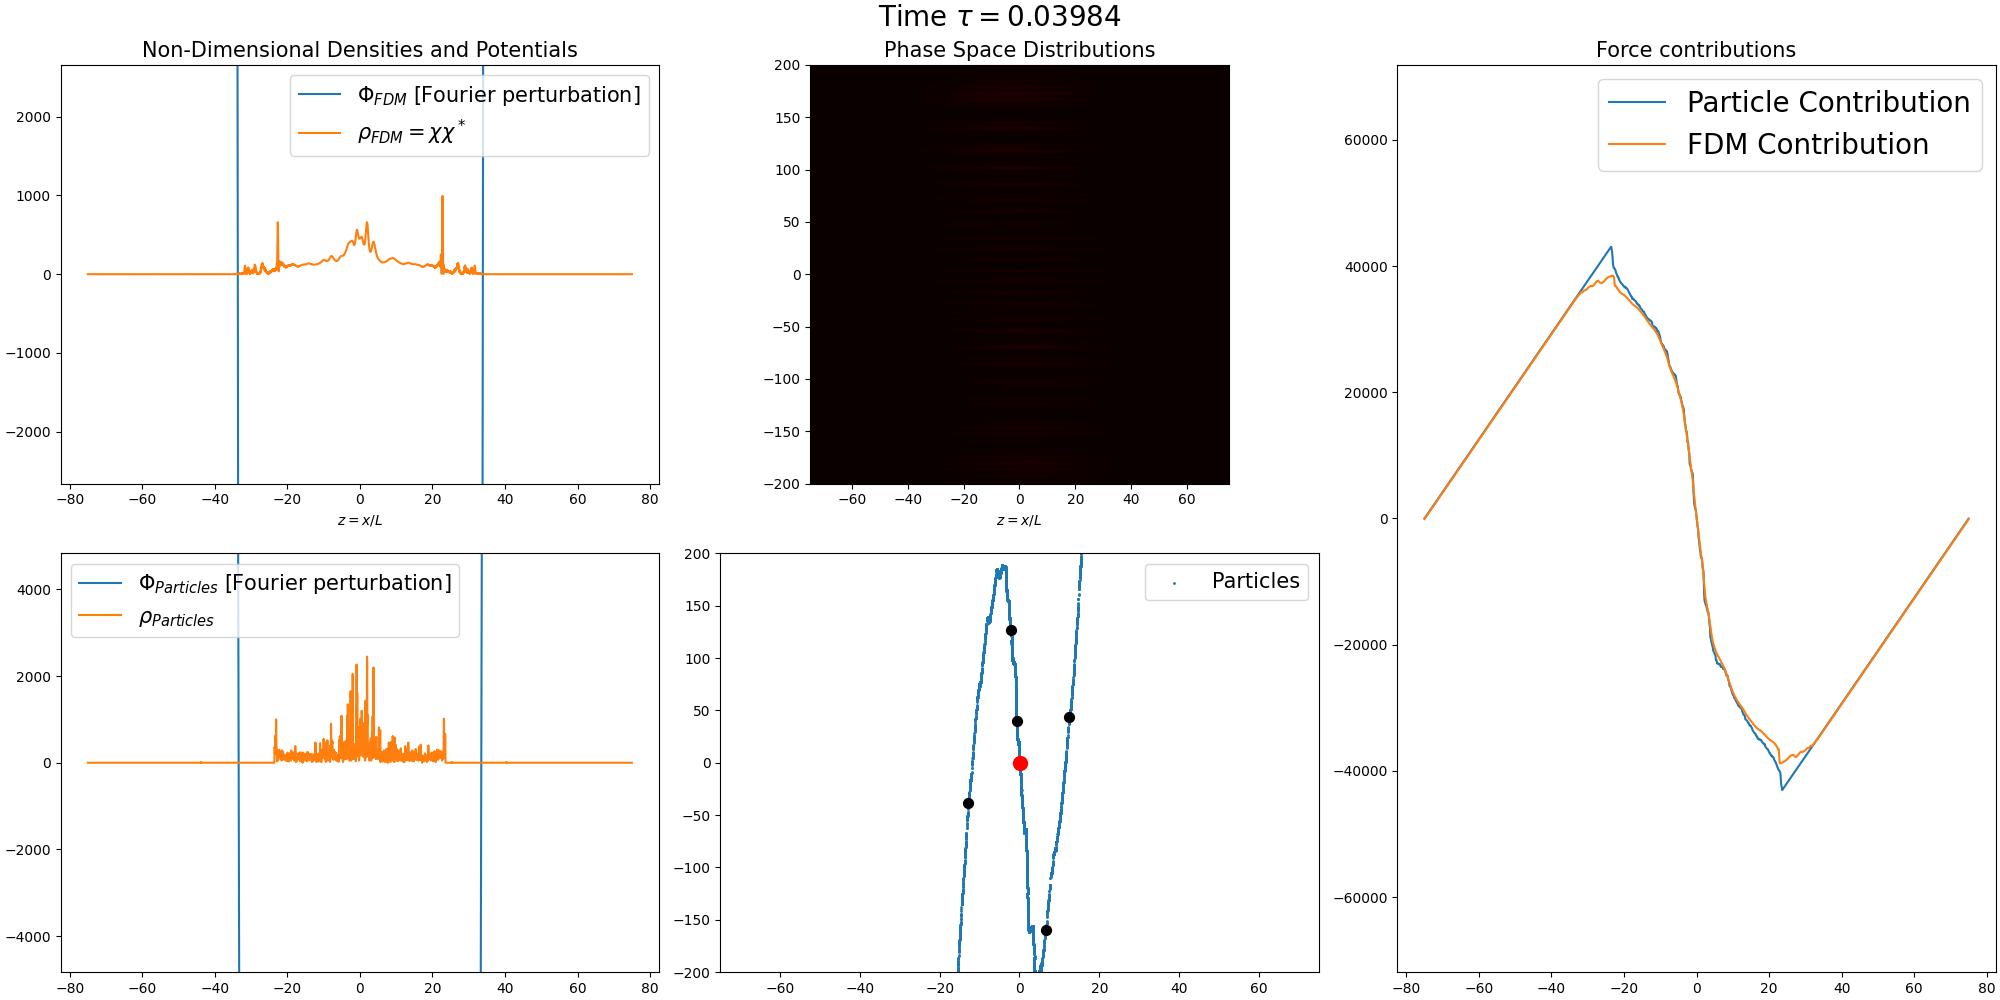 Time τ = 0.03984
Non-Dimensional Densities and Potentials
Φ_FDM [Fourier perturbation]
ρ_FDM = χχ*
2000
1000
0
−1000
−2000
−80 −60 −40 −20 0 20 40 60 80
z = x/L
Phase Space Distributions
200
150
100
50
0
−50
−100
−150
−200
−60 −40 −20 0 20 40 60
z = x/L
Force contributions
Particle Contribution
FDM Contribution
60000
40000
20000
0
−20000
−40000
−60000
−80 −60 −40 −20 0 20 40 60 80
Φ_Particles [Fourier perturbation]
ρ_Particles
4000
2000
0
−2000
−4000
−80 −60 −40 −20 0 20 40 60 80
Particles
200
150
100
50
0
−50
−100
−150
−200
−60 −40 −20 0 20 40 60